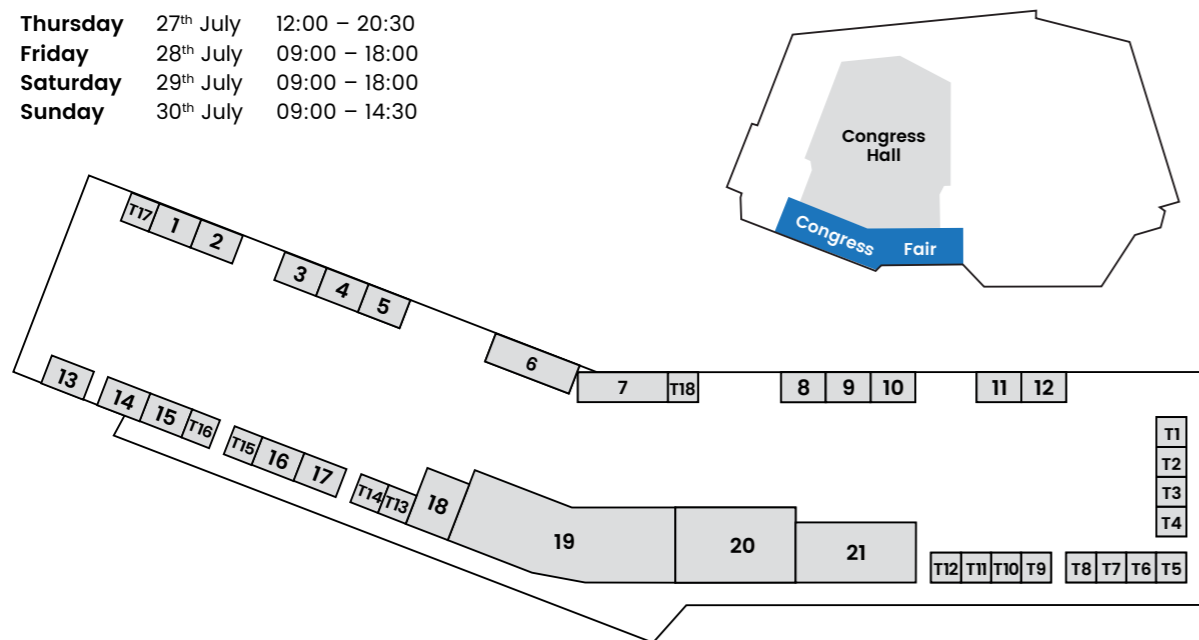 Thursday 27th July 12:00 – 20:30
Friday 28th July 09:00 – 18:00
Saturday 29th July 09:00 – 18:00
Sunday 30th July 09:00 – 14:30
Congress
Hall
Congress Fair
T17 1 2
3 4 5
6
7 T18
8 9 10
11 12
13
14 15 T16
T15 16 17
T14 T13 18
19
20
21
T1
T2
T3
T4
T12 T11 T10 T9
T8 T7 T6 T5